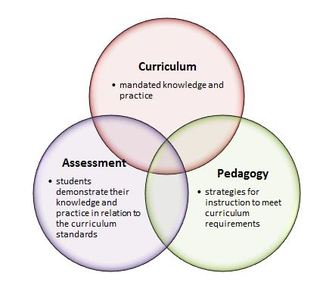 Curriculum
• mandated knowledge and
practice
Assessment
• students
demonstrate their
knowledge and
practice in relation
to the curriculum
standards
Pedagogy
• strategies for
instruction to meet
curriculum
requirements